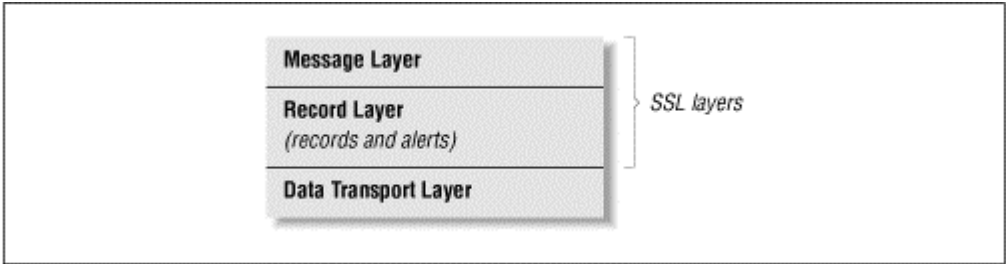 Message Layer
Record Layer
(records and alerts)
SSL layers
Data Transport Layer